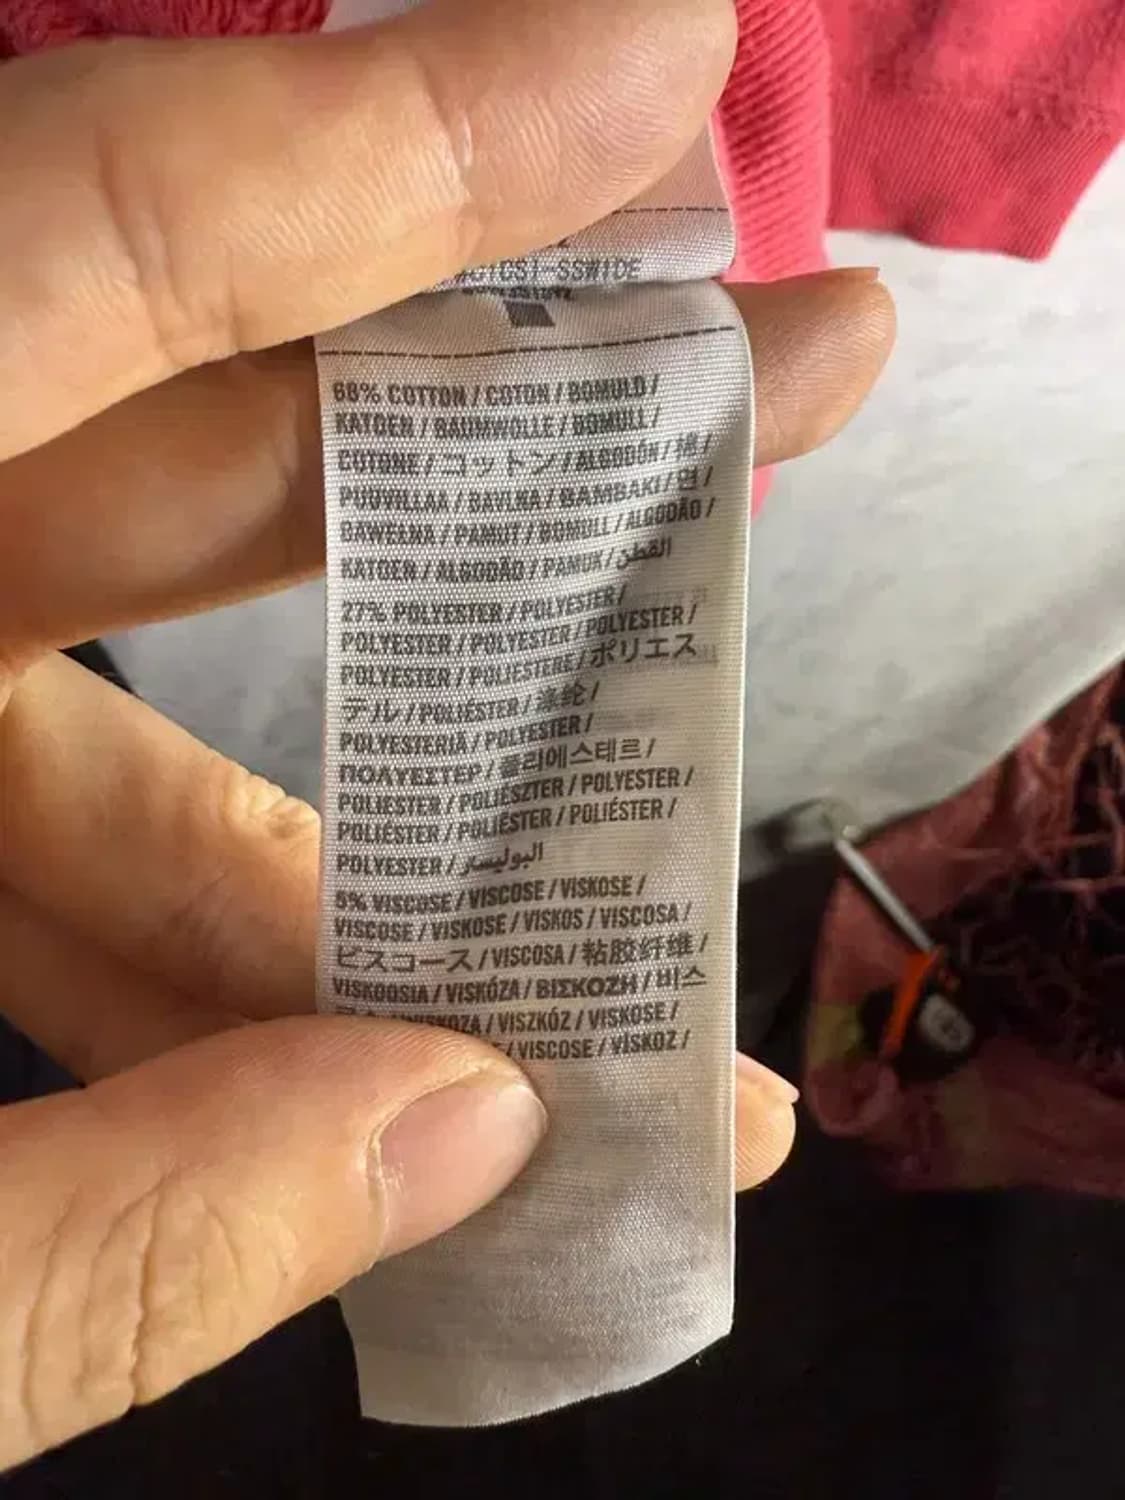 68% COTTON / COTON / BOMULD /
KATOEN / BAUMWOLLE / BOMULL /
COTONE / コットン / ALGODÓN / 棉 /
PUUVILLAA / BAVLNA / BAMBAKI / 면 /
BAWEŁNA / PAMUT / BOMULL / ALGODÃO /
KATOEN / ALGODÃO / PAMUK / القطن
27% POLYESTER / POLYESTER /
POLYESTER / POLYESTER / POLYESTER /
POLYESTER / POLIESTERE / ポリエス
テル / POLIÉSTER / 涤纶 /
POLYESTERIA / POLYESTER /
ΠΟΛΥΕΣΤΕΡ / 폴리에스테르 /
POLIESTER / POLIÉSZTER / POLYESTER /
POLIÉSTER / POLIÉSTER / POLIÉSTER /
POLYESTER / البوليستر
5% VISCOSE / VISCOSE / VISKOSE /
VISCOSE / VISKOSE / VISKOS / VISCOSA /
ビスコース / VISCOSA / 粘胶纤维 /
VISKOOSIA / VISKÓZA / ΒΙΣΚΟΖΗ / 비스
/ VISZKÓZ / VISKOSE /
/ VISCOSE / VİSKOZ /